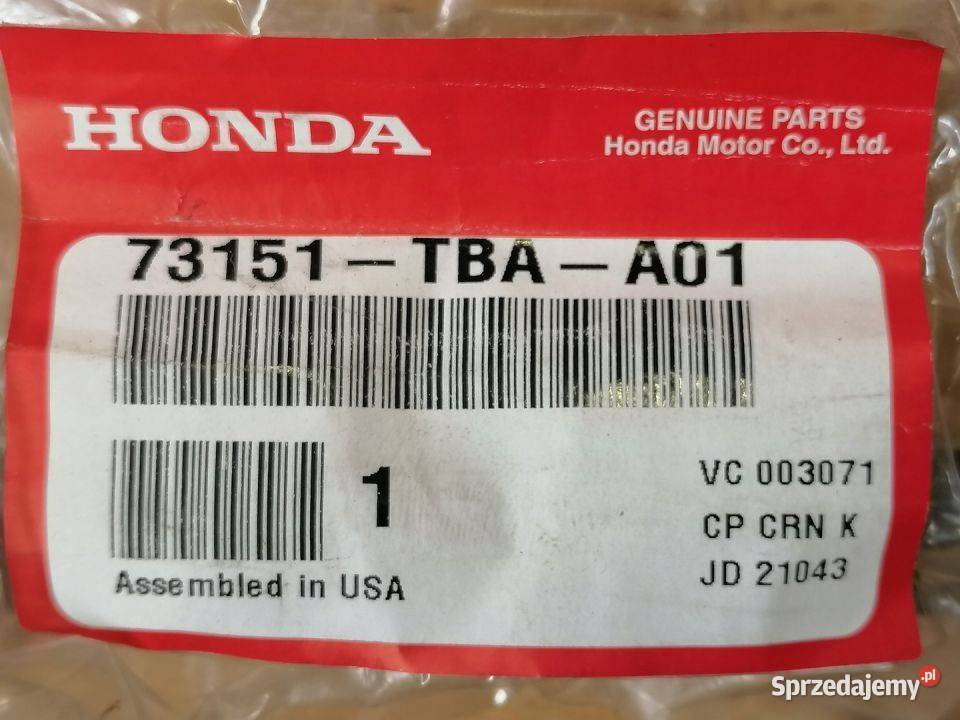 HONDA
GENUINE PARTS
Honda Motor Co., Ltd.
73151-TBA-A01
1
VC 003071
CP CRN K
JD 21043
Assembled in USA
Sprzedajemy.pl